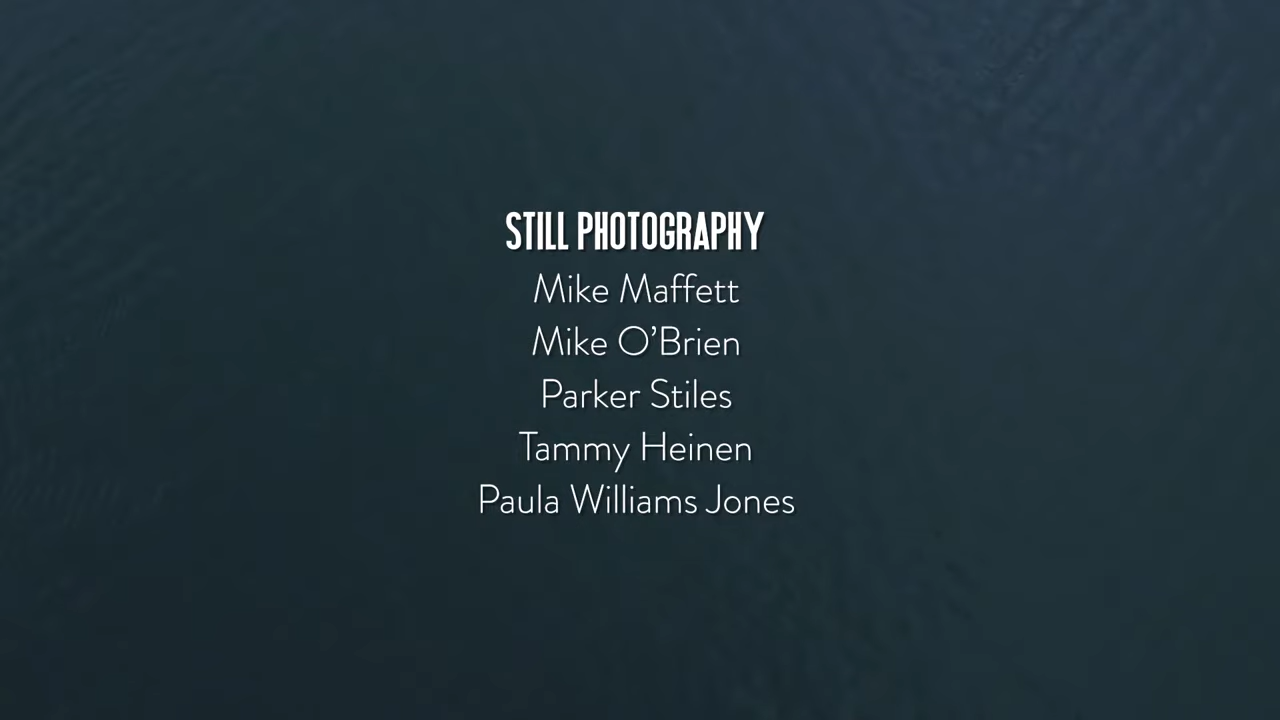 STILL PHOTOGRAPHY
Mike Maffett
Mike O’Brien
Parker Stiles
Tammy Heinen
Paula Williams Jones